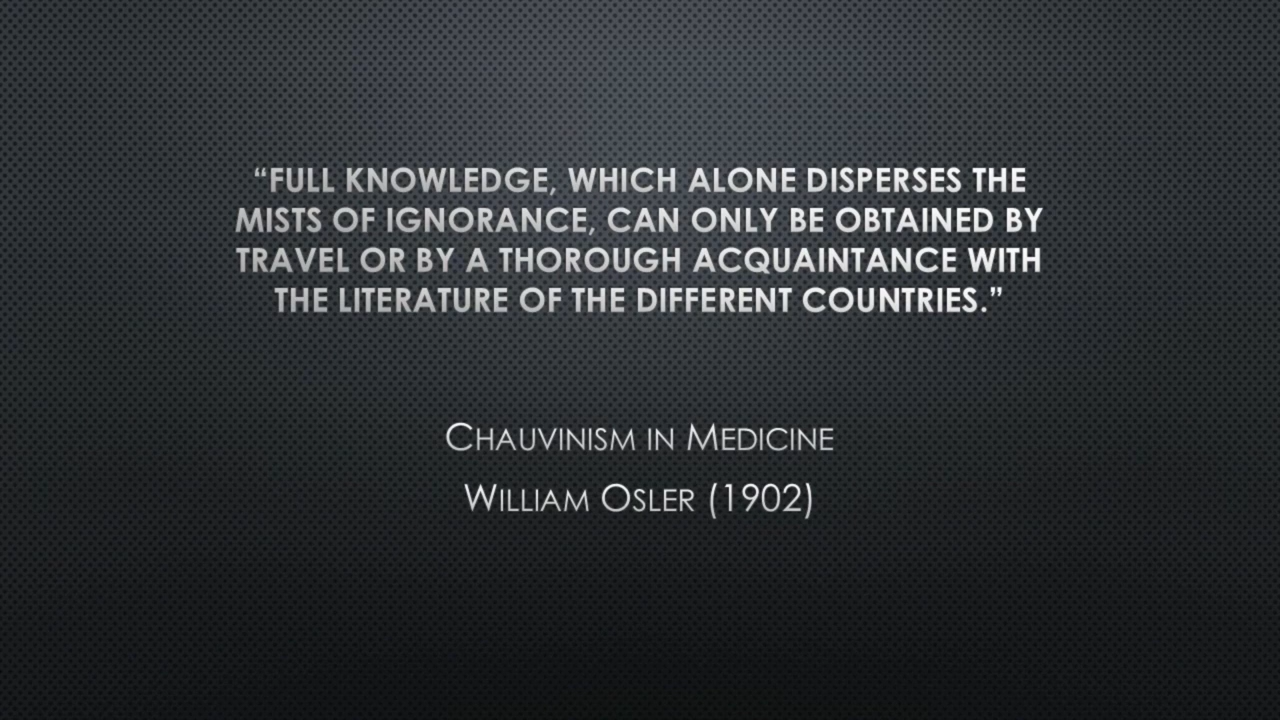 “FULL KNOWLEDGE, WHICH ALONE DISPERSES THE
MISTS OF IGNORANCE, CAN ONLY BE OBTAINED BY
TRAVEL OR BY A THOROUGH ACQUAINTANCE WITH
THE LITERATURE OF THE DIFFERENT COUNTRIES.”
CHAUVINISM IN MEDICINE
WILLIAM OSLER (1902)